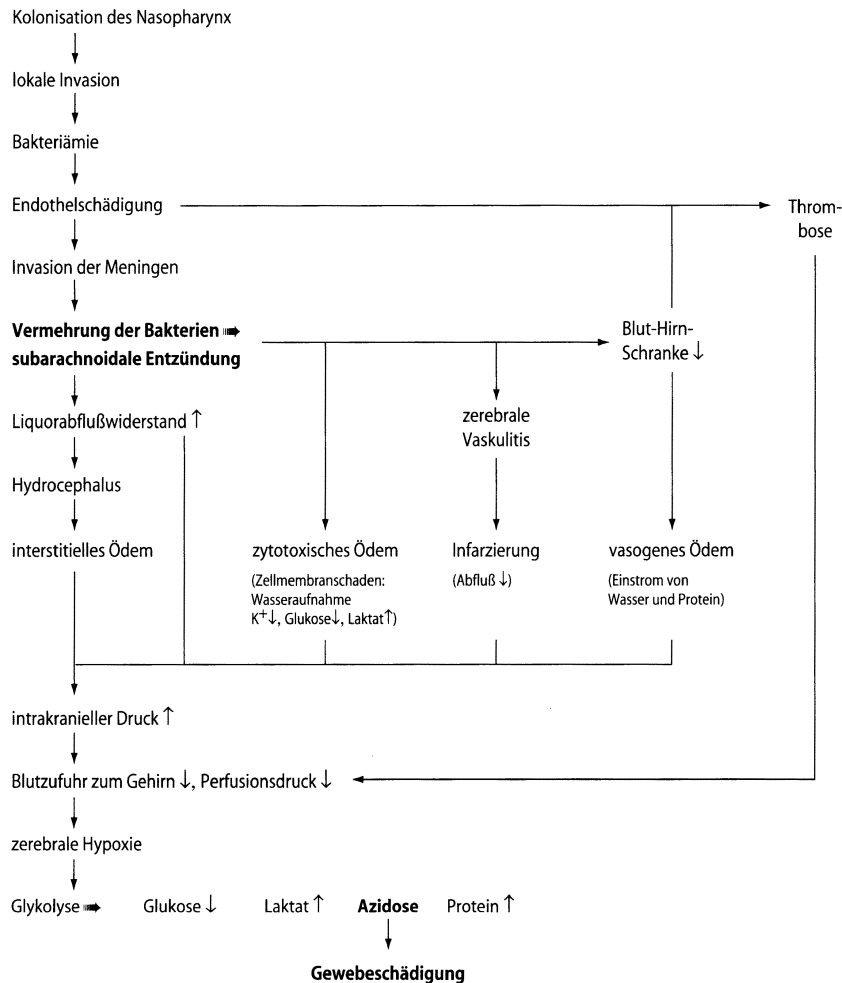 Kolonisation des Nasopharynx
lokale Invasion
Bakteriämie
Endothelschädigung
Throm-
bose
Invasion der Meningen
Vermehrung der Bakterien ➠
subarachnoidale Entzündung
Blut-Hirn-
Schranke ↓
Liquorabflußwiderstand ↑
zerebrale
Vaskulitis
Hydrocephalus
interstitielles Ödem
zytotoxisches Ödem
(Zellmembranschaden:
Wasseraufnahme
K⁺↓, Glukose↓, Laktat↑)
Infarzierung
(Abfluß ↓)
vasogenes Ödem
(Einstrom von
Wasser und Protein)
intrakranieller Druck ↑
Blutzufuhr zum Gehirn ↓, Perfusionsdruck ↓
zerebrale Hypoxie
Glykolyse ➠ Glukose ↓ Laktat ↑ Azidose Protein ↑
Gewebeschädigung